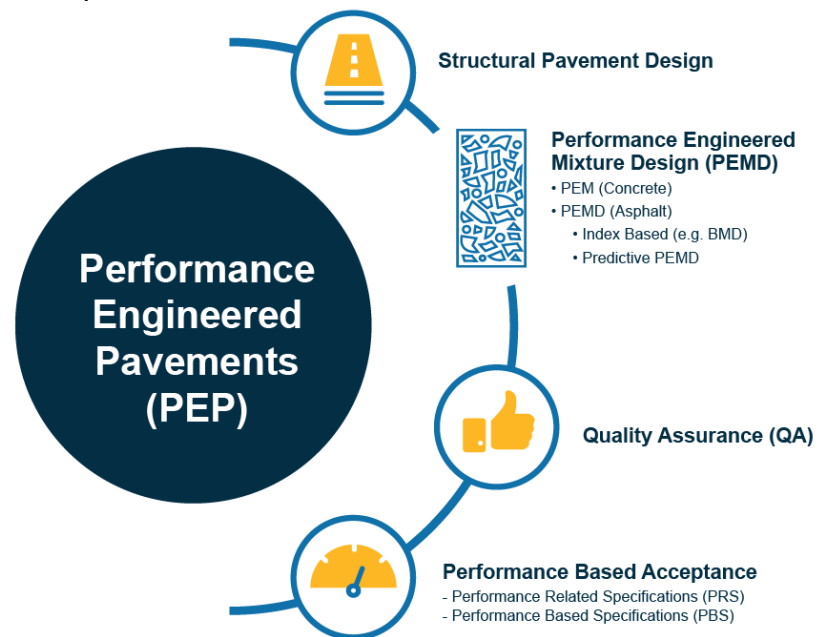 Structural Pavement Design
Performance Engineered
Mixture Design (PEMD)
• PEM (Concrete)
• PEMD (Asphalt)
• Index Based (e.g. BMD)
• Predictive PEMD
Performance
Engineered
Pavements
(PEP)
Quality Assurance (QA)
Performance Based Acceptance
- Performance Related Specifications (PRS)
- Performance Based Specifications (PBS)